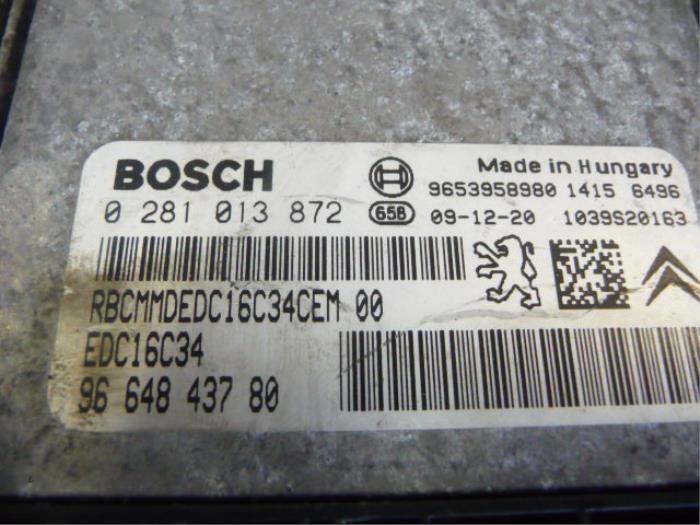 BOSCH
Made in Hungary
9653958980 1415 6496
0 281 013 872
658 09-12-20 1039S20163
RBCMMDEDC16C34CEM 00
EDC16C34
96 648 437 80